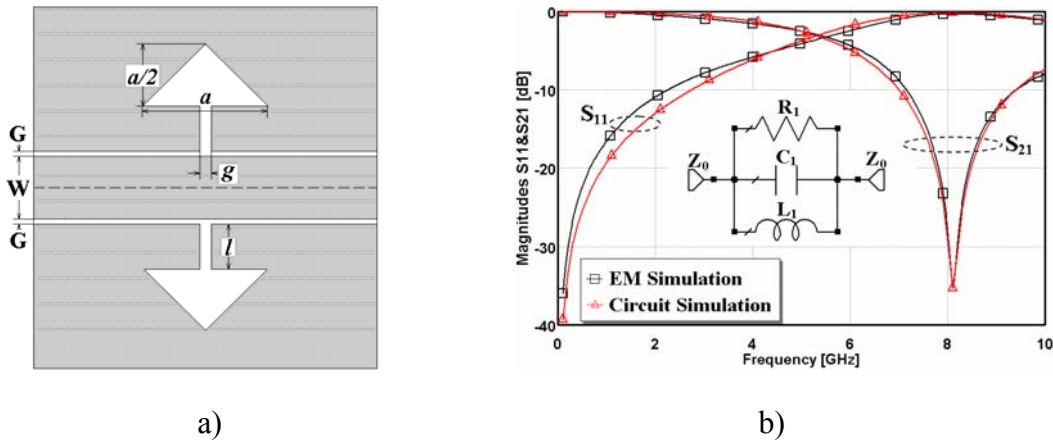 a/2
a
G
W
G
g
l
a)
Magnitudes S11&S21 [dB]
0
-10
-20
-30
-40
S11
R1
C1
L1
Z0
Z0
S21
EM Simulation
Circuit Simulation
0
2
4
6
8
10
Frequency [GHz]
b)